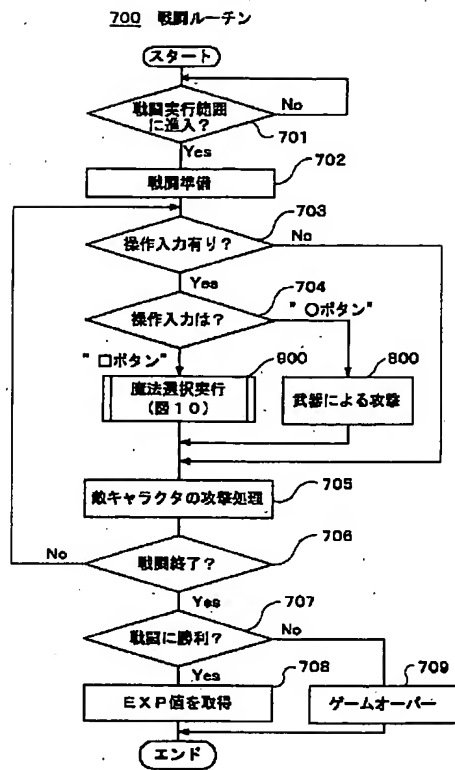 700 戦闘ルーチン
スタート
戦闘実行範囲
に進入？
No
701
Yes
702
戦闘準備
703
操作入力有り？
No
Yes
704
操作入力は？
"○ボタン"
"□ボタン"
900
800
魔法選択実行
(図10)
武器による攻撃
705
敵キャラクタの攻撃処理
706
No
戦闘終了？
Yes
707
戦闘に勝利？
No
Yes
708
709
EXP値を取得
ゲームオーバー
エンド